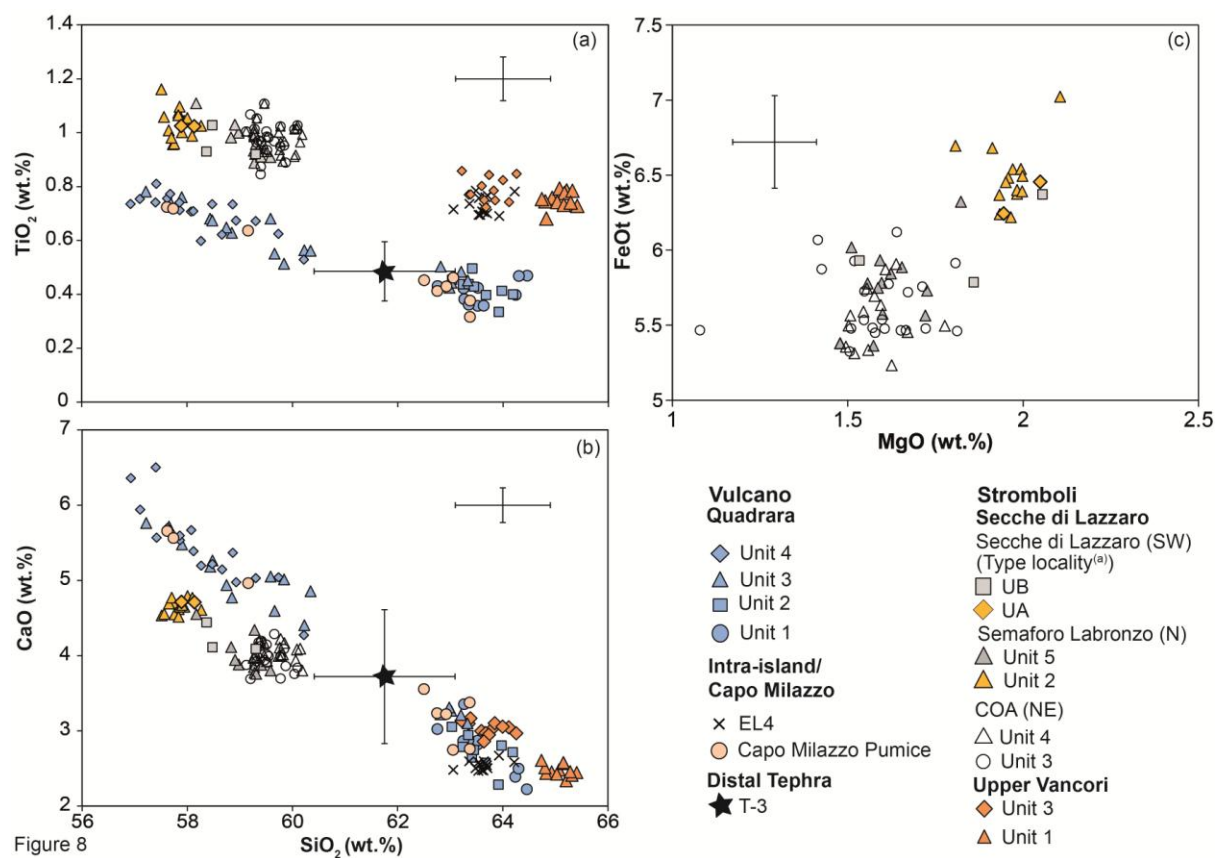 1.4
1.2
1
0.8
0.6
0.4
0.2
0
TiO2 (wt.%)
(a)
7
6
5
4
3
2
CaO (wt.%)
(b)
56
58
60
62
64
66
SiO2 (wt.%)
7.5
7
6.5
6
5.5
5
FeOt (wt.%)
(c)
1
1.5
2
2.5
MgO (wt.%)
Vulcano
Quadrara
Unit 4
Unit 3
Unit 2
Unit 1
Intra-island/
Capo Milazzo
EL4
Capo Milazzo Pumice
Distal Tephra
T-3
Stromboli
Secche di Lazzaro
Secche di Lazzaro (SW)
(Type locality(a))
UB
UA
Semaforo Labronzo (N)
Unit 5
Unit 2
COA (NE)
Unit 4
Unit 3
Upper Vancori
Unit 3
Unit 1
Figure 8